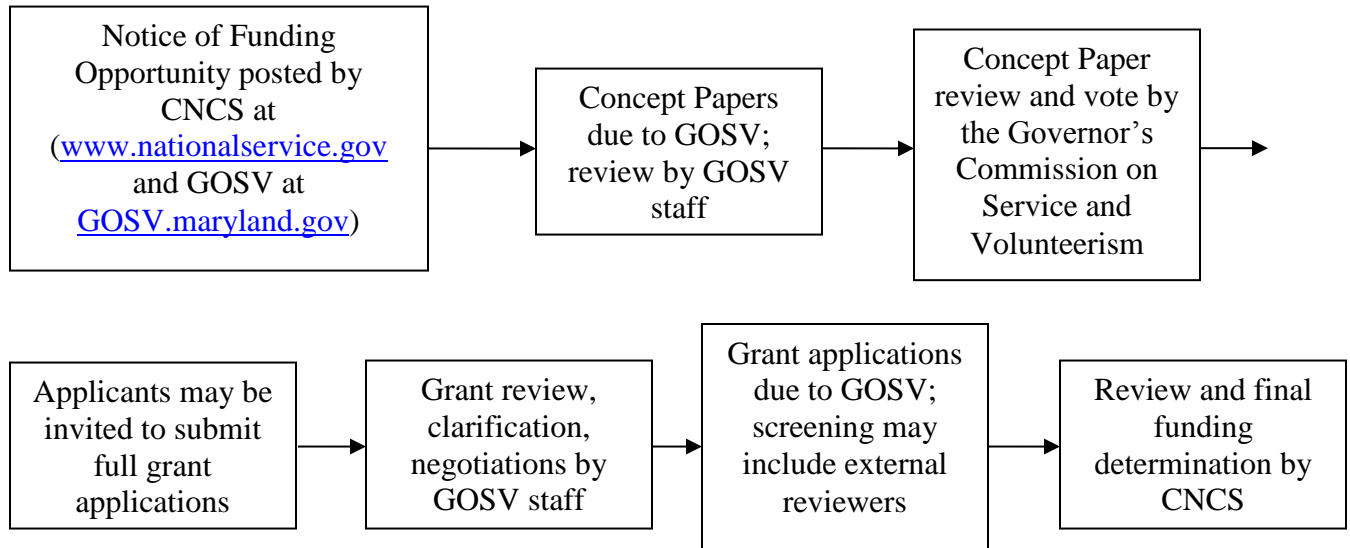 Notice of Funding
Opportunity posted by
CNCS at
(www.nationalservice.gov
and GOSV at
GOSV.maryland.gov)
Concept Papers
due to GOSV;
review by GOSV
staff
Concept Paper
review and vote by
the Governor's
Commission on
Service and
Volunteerism
Applicants may be
invited to submit
full grant
applications
Grant review,
clarification,
negotiations by
GOSV staff
Grant applications
due to GOSV;
screening may
include external
reviewers
Review and final
funding
determination by
CNCS